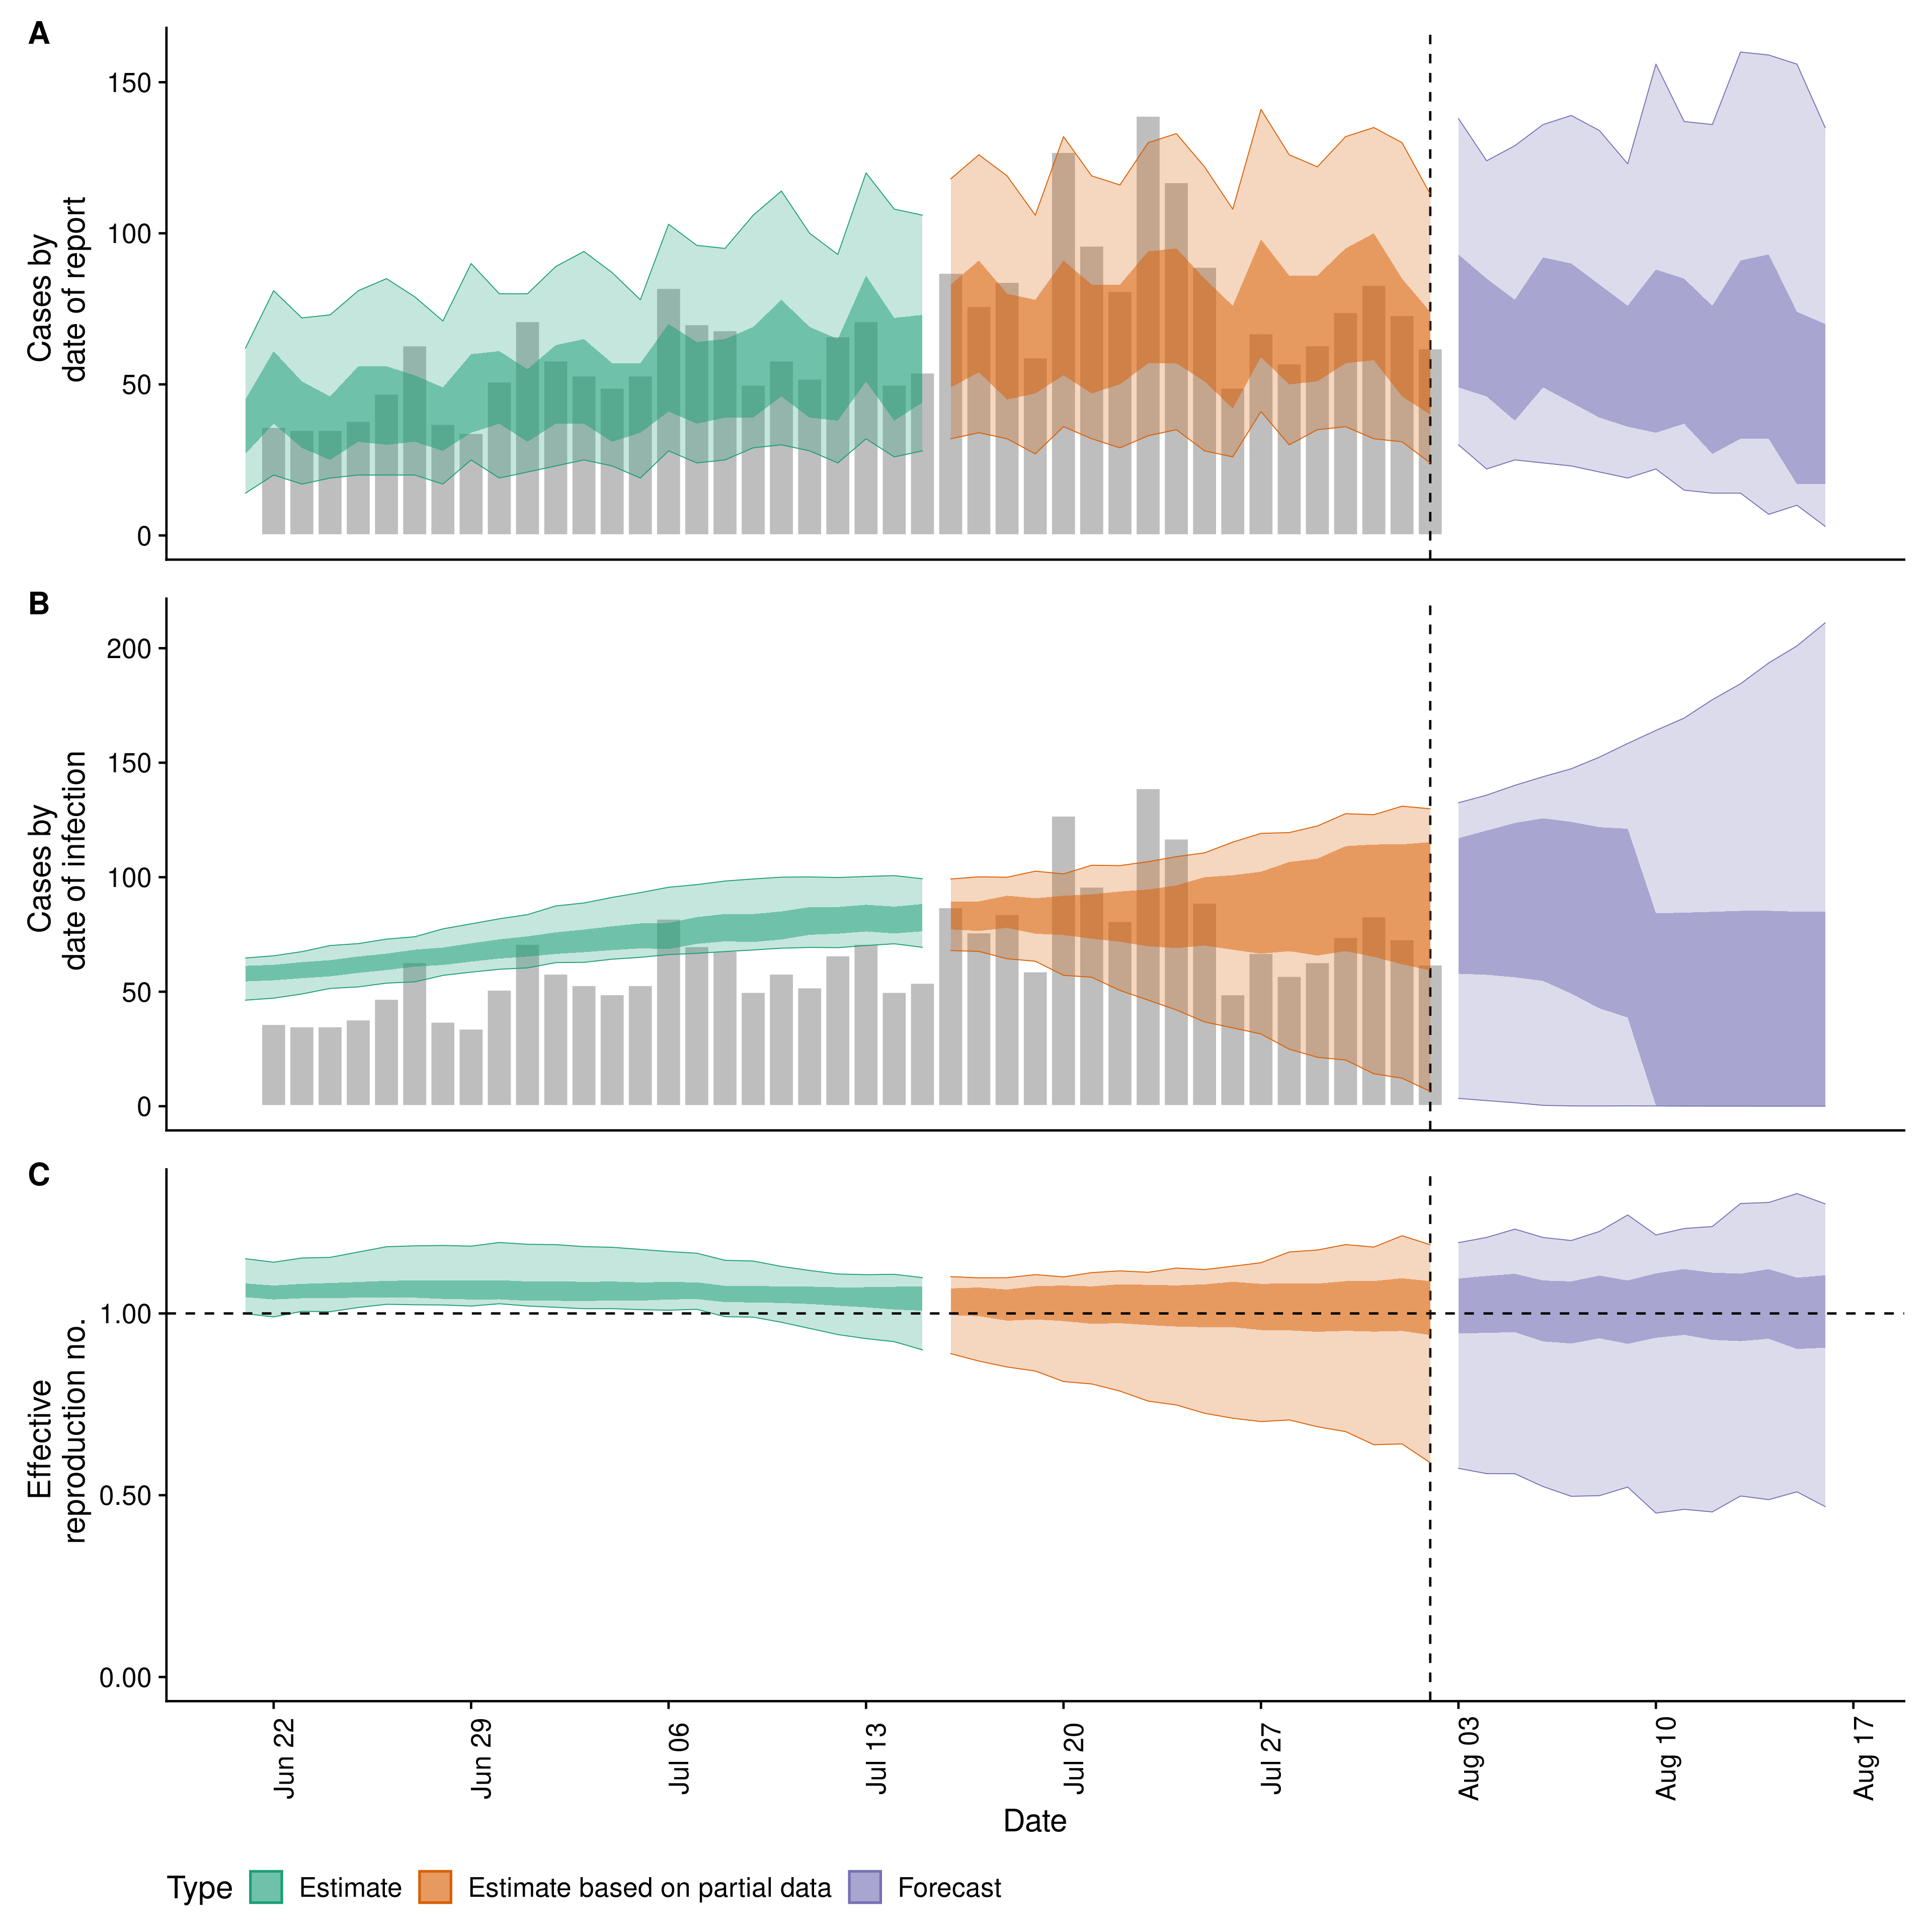 A
150
100
50
0
Cases by
date of report
B
200
150
100
50
0
Cases by
date of infection
C
1.00
0.50
0.00
Effective
reproduction no.
Jun 22
Jun 29
Jul 06
Jul 13
Jul 20
Jul 27
Aug 03
Aug 10
Aug 17
Date
Type Estimate Estimate based on partial data Forecast